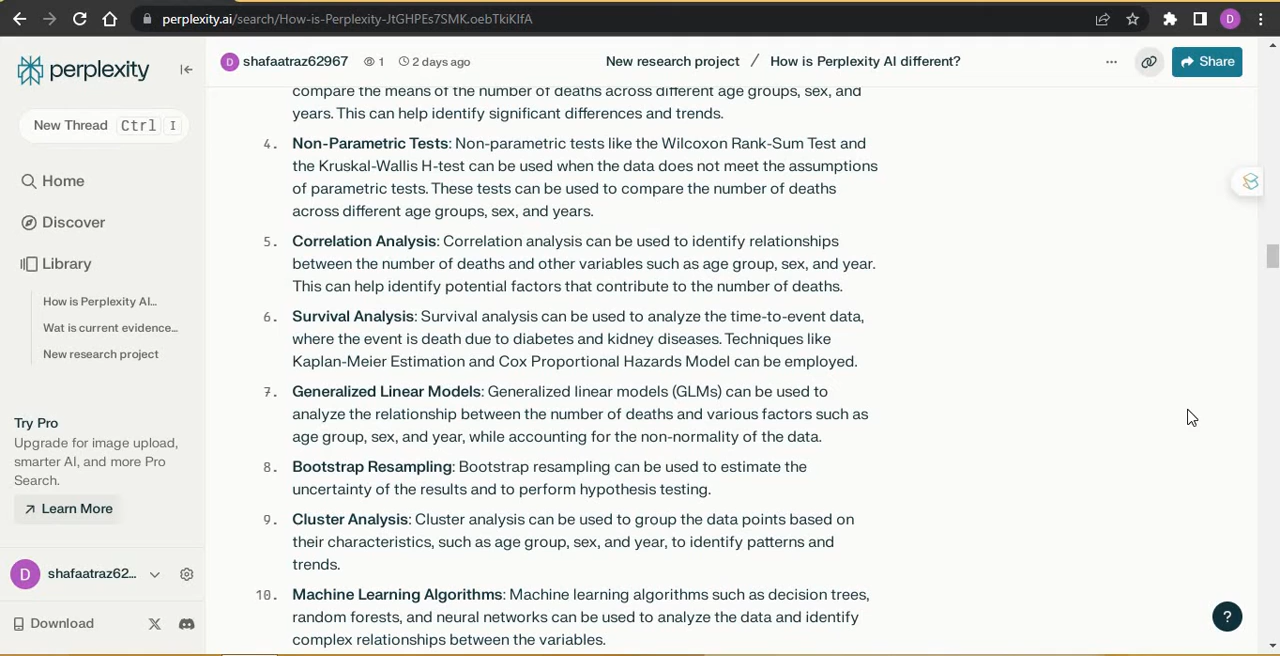 perplexity.ai/search/How-is-Perplexity-JtGHPEs7SMK.oebTkiKlfA
D
perplexity
D shafaatraz62967 1 2 days ago New research project / How is Perplexity AI different? ... Share
New Thread Ctrl I
Home
Discover
Library
How is Perplexity AI...
Wat is current evidence...
New research project
Try Pro
Upgrade for image upload,
smarter AI, and more Pro
Search.
Learn More
D shafaatraz62...
Download X
compare the means of the number of deaths across different age groups, sex, and
years. This can help identify significant differences and trends.
4. Non-Parametric Tests: Non-parametric tests like the Wilcoxon Rank-Sum Test and
the Kruskal-Wallis H-test can be used when the data does not meet the assumptions
of parametric tests. These tests can be used to compare the number of deaths
across different age groups, sex, and years.
5. Correlation Analysis: Correlation analysis can be used to identify relationships
between the number of deaths and other variables such as age group, sex, and year.
This can help identify potential factors that contribute to the number of deaths.
6. Survival Analysis: Survival analysis can be used to analyze the time-to-event data,
where the event is death due to diabetes and kidney diseases. Techniques like
Kaplan-Meier Estimation and Cox Proportional Hazards Model can be employed.
7. Generalized Linear Models: Generalized linear models (GLMs) can be used to
analyze the relationship between the number of deaths and various factors such as
age group, sex, and year, while accounting for the non-normality of the data.
8. Bootstrap Resampling: Bootstrap resampling can be used to estimate the
uncertainty of the results and to perform hypothesis testing.
9. Cluster Analysis: Cluster analysis can be used to group the data points based on
their characteristics, such as age group, sex, and year, to identify patterns and
trends.
10. Machine Learning Algorithms: Machine learning algorithms such as decision trees,
random forests, and neural networks can be used to analyze the data and identify
complex relationships between the variables.
?